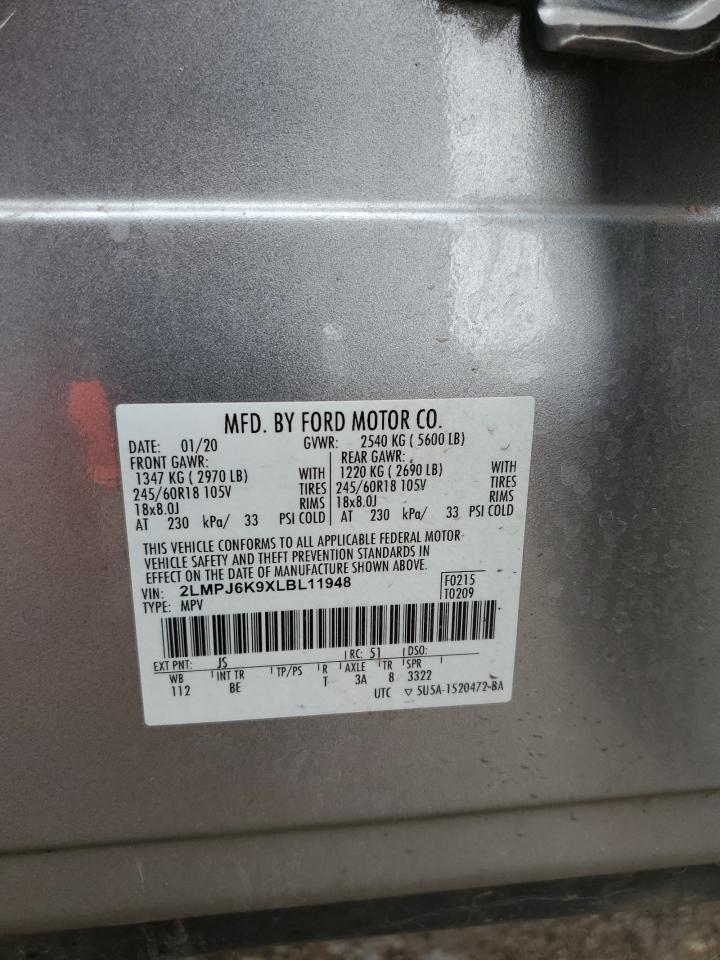 MFD. BY FORD MOTOR CO.
DATE: 01/20 GVWR: 2540 KG ( 5600 LB)
FRONT GAWR: REAR GAWR:
1347 KG ( 2970 LB) WITH 1220 KG ( 2690 LB) WITH
245/60R18 105V TIRES 245/60R18 105V TIRES
18x8.0J RIMS 18x8.0J RIMS
AT 230 kPa/ 33 PSI COLD AT 230 kPa/ 33 PSI COLD
THIS VEHICLE CONFORMS TO ALL APPLICABLE FEDERAL MOTOR
VEHICLE SAFETY AND THEFT PREVENTION STANDARDS IN
EFFECT ON THE DATE OF MANUFACTURE SHOWN ABOVE.
VIN: 2LMPJ6K9XLBL11948 F0215
TYPE: MPV T0209
EXT PNT: JS RC: 51 DSO:
WB INT TR TP/PS R AXLE TR SPR
112 BE T 3A 8 3322
UTC ▽ 5U5A-1520472-BA